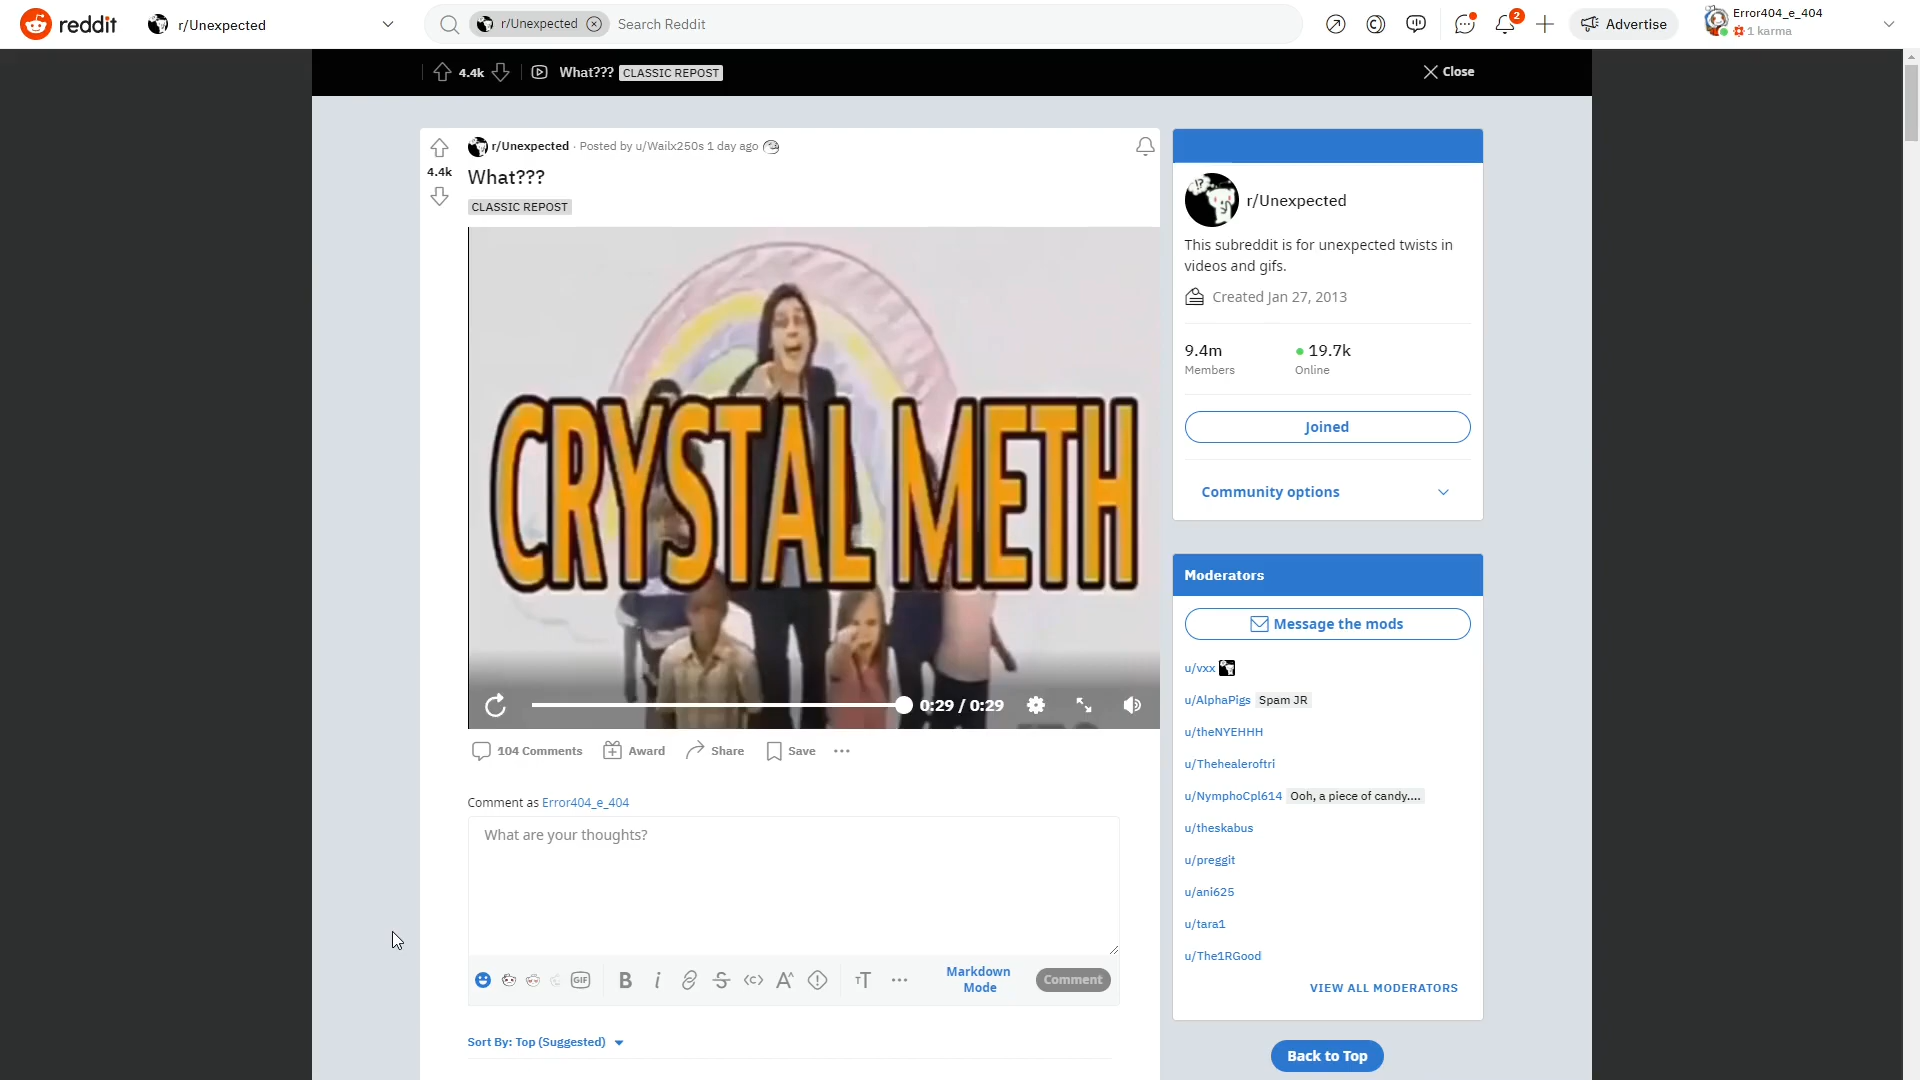 reddit
r/Unexpected
r/Unexpected
Search Reddit
2
Advertise
Error404_e_404
1 karma
4.4k
What???
CLASSIC REPOST
Close
r/Unexpected · Posted by u/Wailx250s 1 day ago
4.4k
What???
CLASSIC REPOST
CRYSTAL METH
0:29 / 0:29
104 Comments
Award
Share
Save
Comment as Error404_e_404
What are your thoughts?
GIF
B
i
Markdown Mode
Comment
Sort By: Top (Suggested)
r/Unexpected
This subreddit is for unexpected twists in
videos and gifs.
Created Jan 27, 2013
9.4m
19.7k
Members
Online
Joined
Community options
Moderators
Message the mods
u/vxx
u/AlphaPigs Spam JR
u/theNYEHHH
u/Thehealeroftri
u/NymphoCpl614 Ooh, a piece of candy....
u/theskabus
u/preggit
u/ani625
u/tara1
u/The1RGood
VIEW ALL MODERATORS
Back to Top